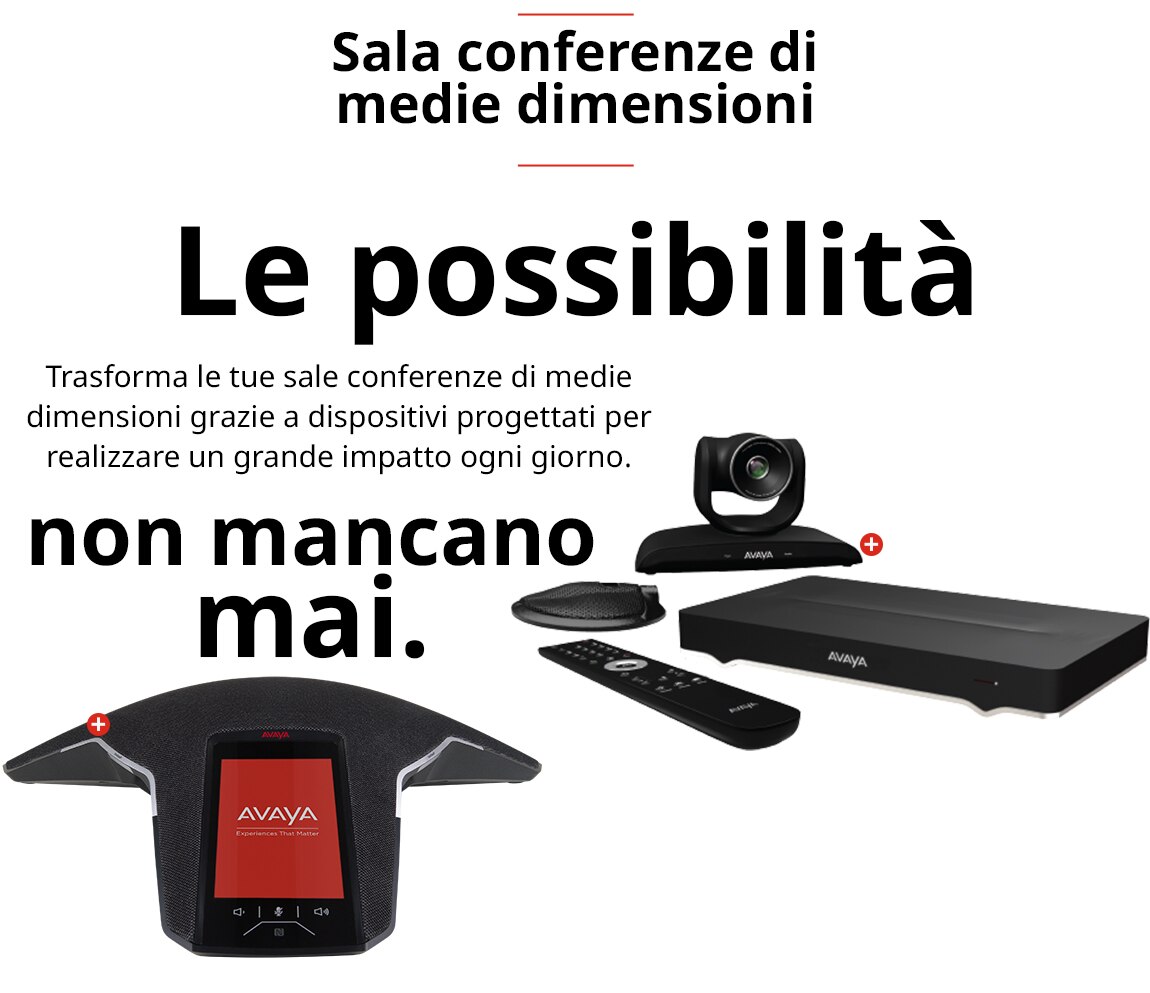 Sala conferenze di
medie dimensioni
Le possibilità
Trasforma le tue sale conferenze di medie
dimensioni grazie a dispositivi progettati per
realizzare un grande impatto ogni giorno.
non mancano
mai.
AVAYA
AVAYA
AVAYA
AVAYA
AVAYA
Experiences That Matter